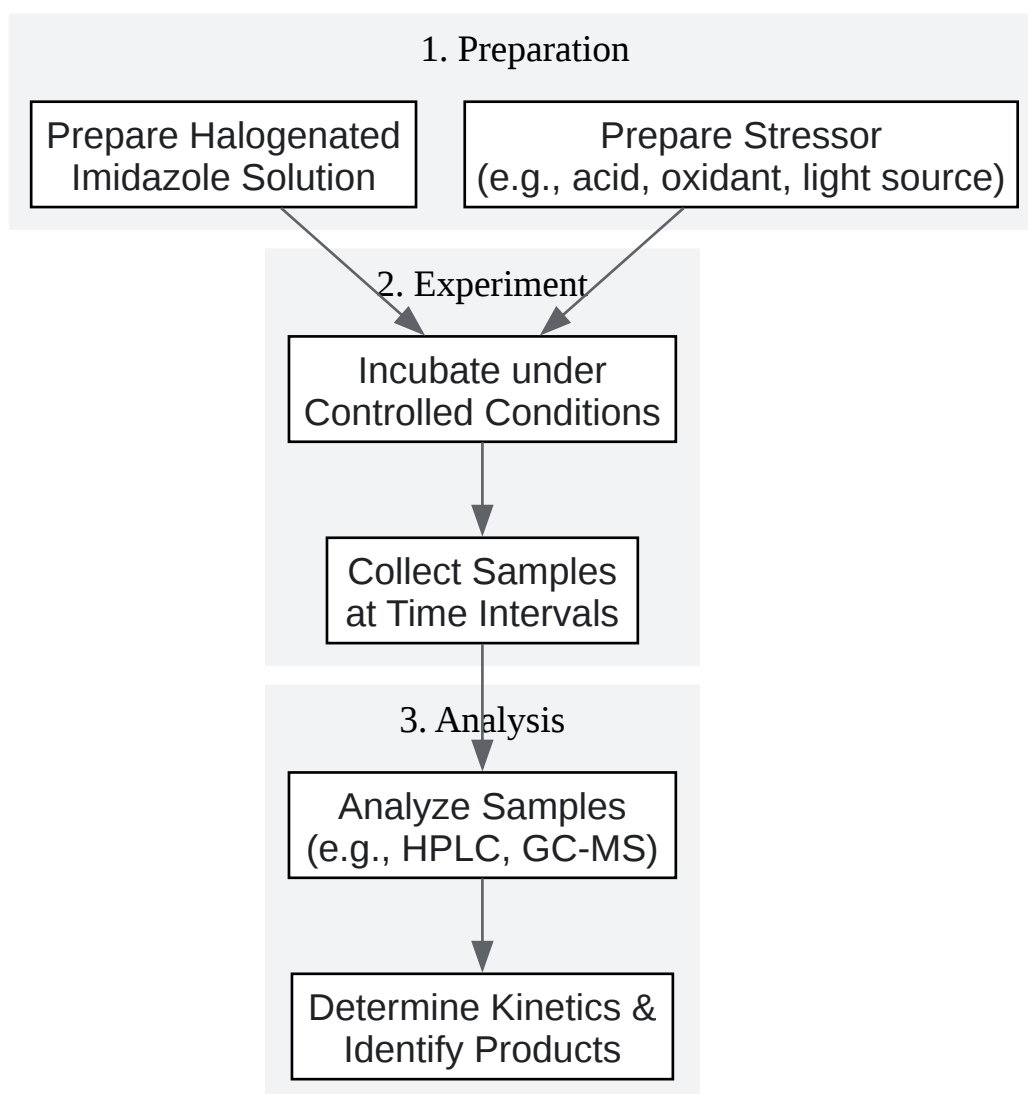 1. Preparation
Prepare Halogenated
Imidazole Solution
Prepare Stressor
(e.g., acid, oxidant, light source)
2. Experiment
Incubate under
Controlled Conditions
Collect Samples
at Time Intervals
3. Analysis
Analyze Samples
(e.g., HPLC, GC-MS)
Determine Kinetics &
Identify Products